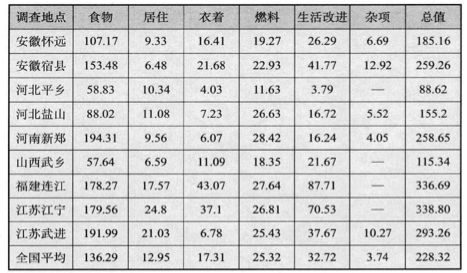 调查地点 食物 居住 衣着 燃料 生活改进 杂项 总值
安徽怀远 107.17 9.33 16.41 19.27 26.29 6.69 185.16
安徽宿县 153.48 6.48 21.68 22.93 41.77 12.92 259.26
河北平乡 58.83 10.34 4.03 11.63 3.79 — 88.62
河北盐山 88.02 11.08 7.23 26.63 16.72 5.52 155.2
河南新郑 194.31 9.56 6.07 28.42 16.24 4.05 258.65
山西武乡 57.64 6.59 11.09 18.35 21.67 — 115.34
福建连江 178.27 17.57 43.07 27.64 87.71 — 336.69
江苏江宁 179.56 24.8 37.1 26.81 70.53 — 338.80
江苏武进 191.99 21.03 6.78 25.43 37.67 10.27 293.26
全国平均 136.29 12.95 17.31 25.32 32.72 3.74 228.32